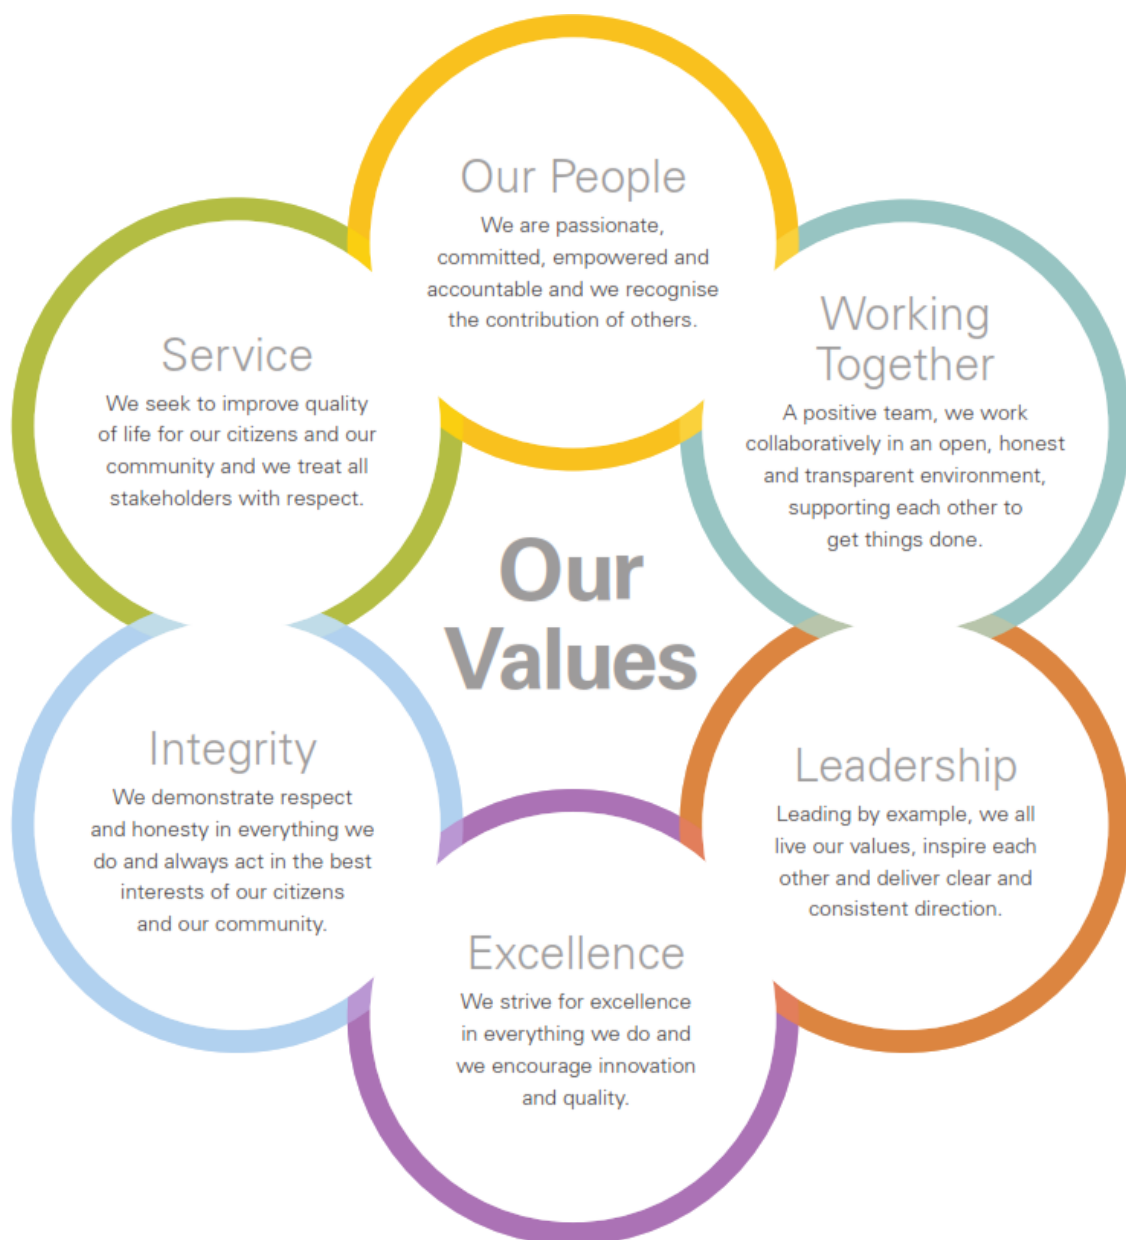 Our People
We are passionate,
committed, empowered and
accountable and we recognise
the contribution of others.
Working
Together
A positive team, we work
collaboratively in an open, honest
and transparent environment,
supporting each other to
get things done.
Service
We seek to improve quality
of life for our citizens and our
community and we treat all
stakeholders with respect.
Our
Values
Integrity
We demonstrate respect
and honesty in everything we
do and always act in the best
interests of our citizens
and our community.
Leadership
Leading by example, we all
live our values, inspire each
other and deliver clear and
consistent direction.
Excellence
We strive for excellence
in everything we do and
we encourage innovation
and quality.